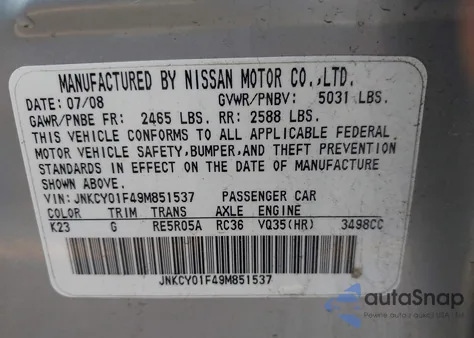 MANUFACTURED BY NISSAN MOTOR CO.,LTD.
DATE: 07/08 GVWR/PNBV: 5031 LBS.
GAWR/PNBE FR: 2465 LBS. RR: 2588 LBS.
THIS VEHICLE CONFORMS TO ALL APPLICABLE FEDERAL
MOTOR VEHICLE SAFETY, BUMPER, AND THEFT PREVENTION
STANDARDS IN EFFECT ON THE DATE OF MANUFACTURE
SHOWN ABOVE.
VIN: JNKCY01F49M851537 PASSENGER CAR
COLOR TRIM TRANS AXLE ENGINE
K23 G RE5R05A RC36 VQ35(HR) 3498CC
JNKCY01F49M851537
autoSnap